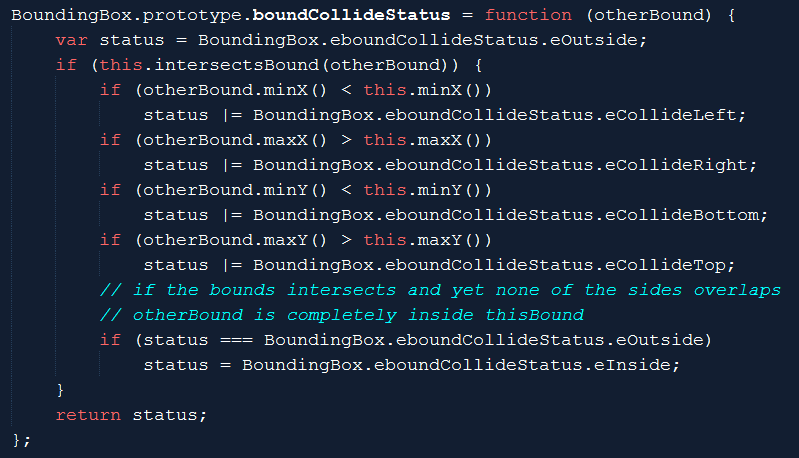 BoundingBox.prototype.boundCollideStatus = function (otherBound) {
    var status = BoundingBox.eboundCollideStatus.eOutside;
    if (this.intersectsBound(otherBound)) {
        if (otherBound.minX() < this.minX())
            status |= BoundingBox.eboundCollideStatus.eCollideLeft;
        if (otherBound.maxX() > this.maxX())
            status |= BoundingBox.eboundCollideStatus.eCollideRight;
        if (otherBound.minY() < this.minY())
            status |= BoundingBox.eboundCollideStatus.eCollideBottom;
        if (otherBound.maxY() > this.maxY())
            status |= BoundingBox.eboundCollideStatus.eCollideTop;
        // if the bounds intersects and yet none of the sides overlaps
        // otherBound is completely inside thisBound
        if (status === BoundingBox.eboundCollideStatus.eOutside)
            status = BoundingBox.eboundCollideStatus.eInside;
    }
    return status;
};